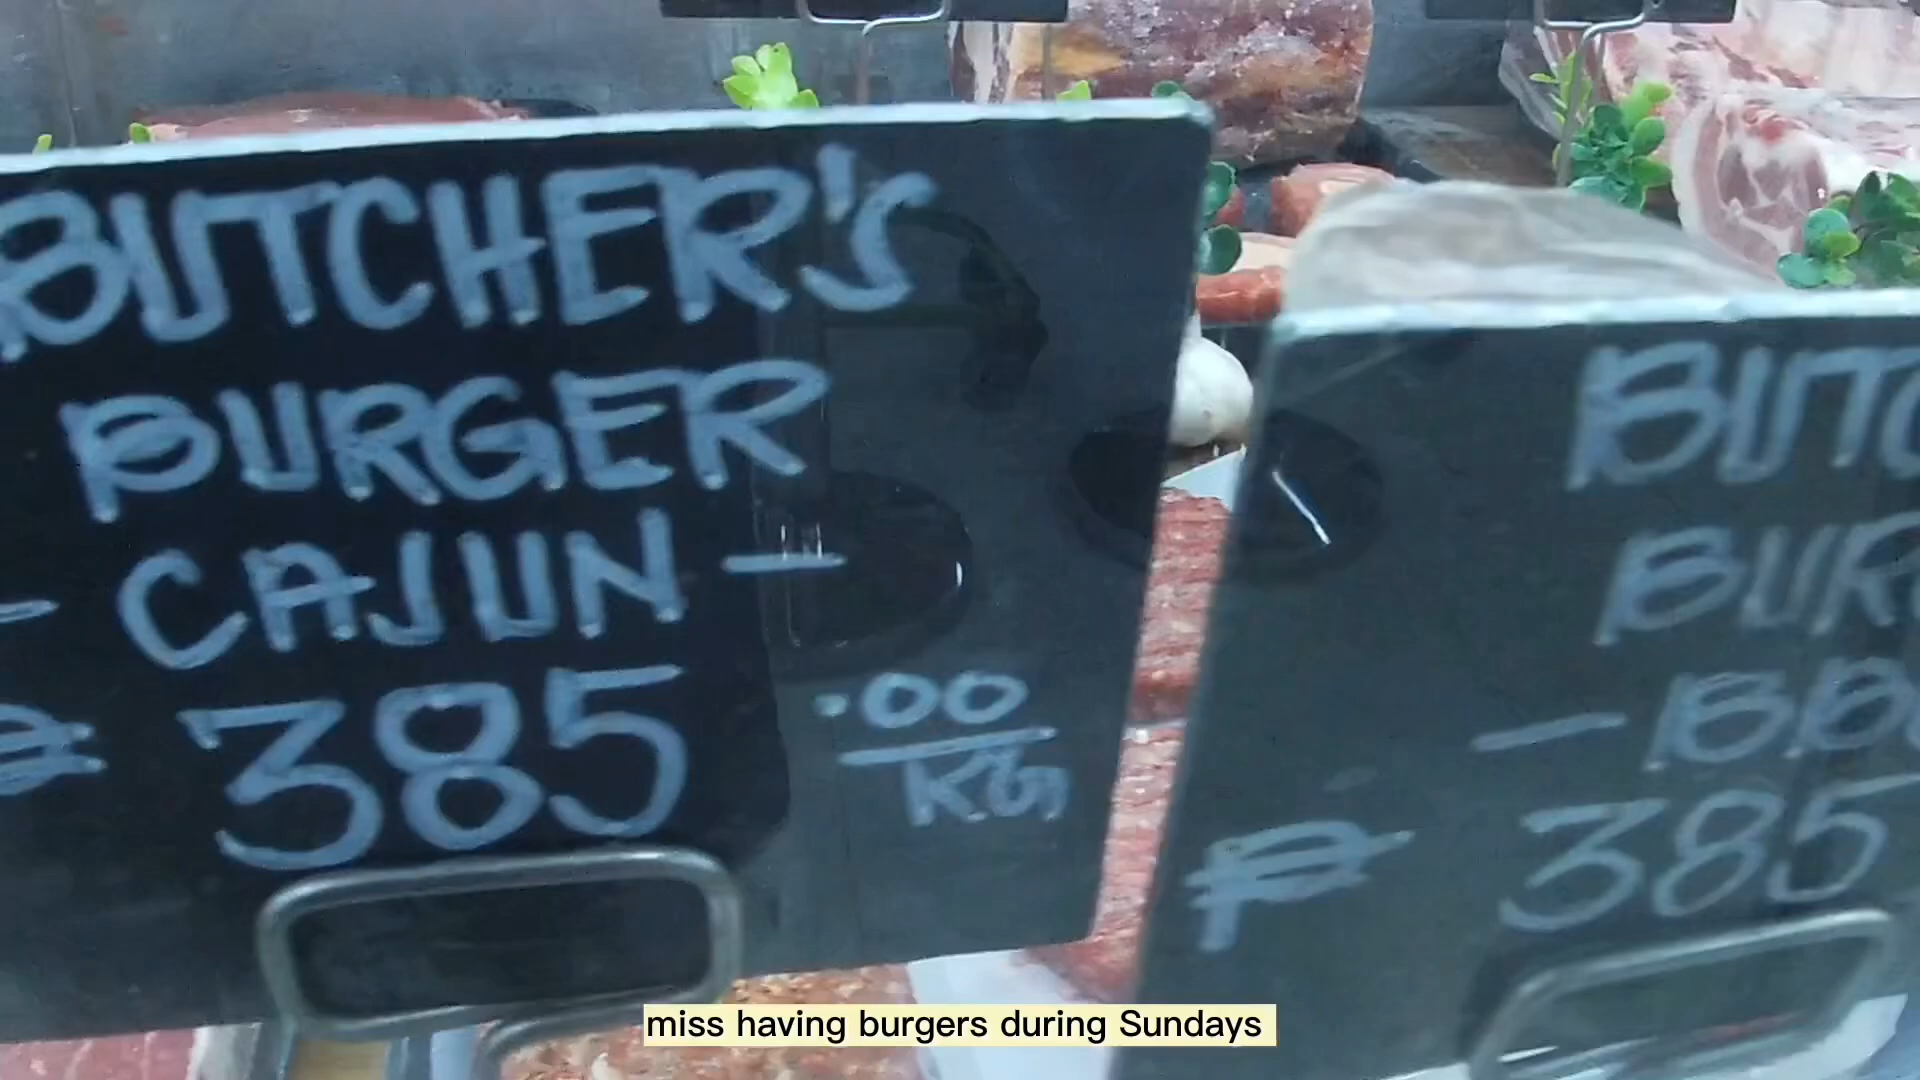 BUTCHER'S
BURGER
- CAJUN -
₱ 385.00
KG
BUTC
BUR
₱ 385
miss having burgers during Sundays